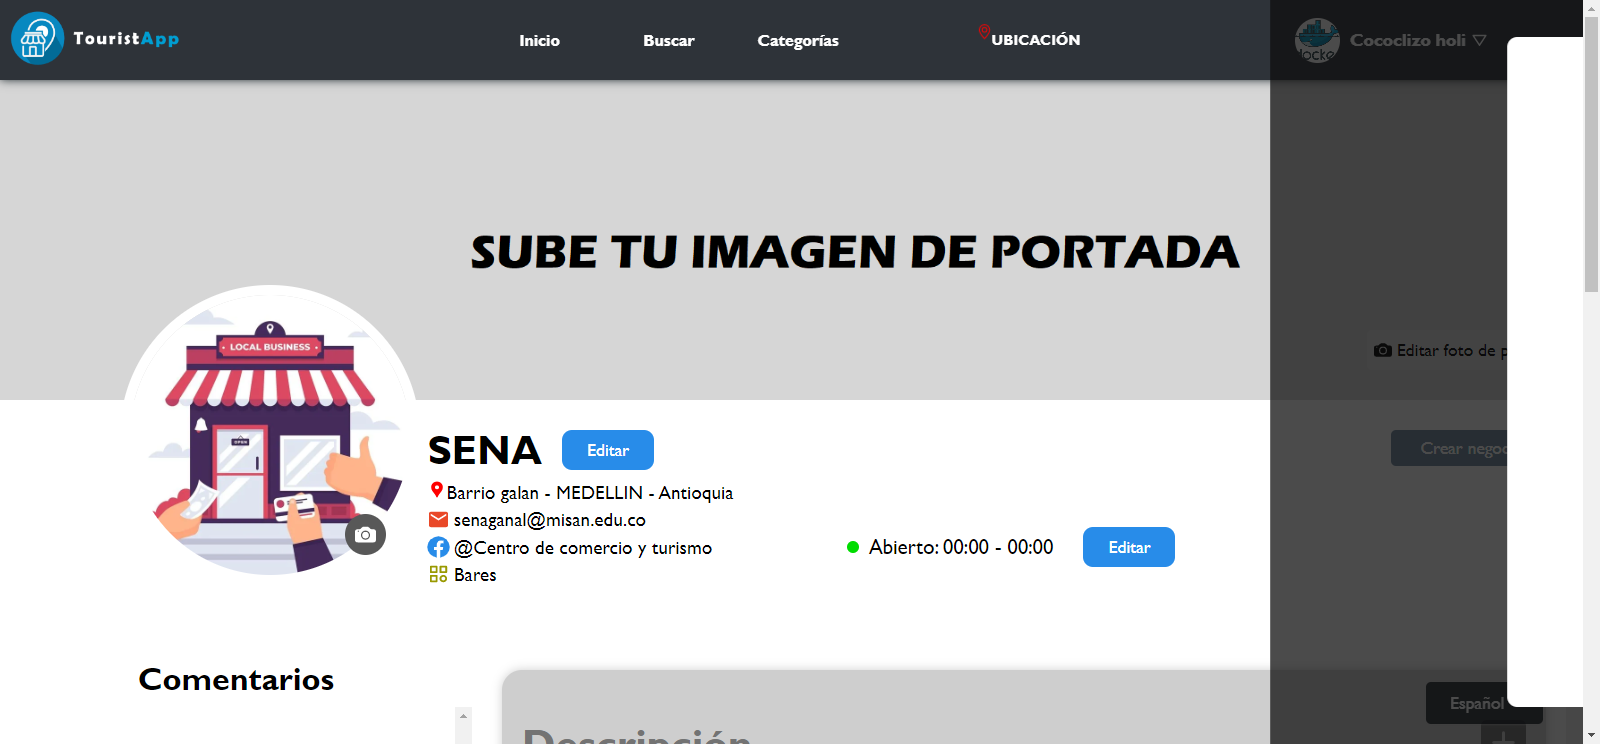 TouristApp
Inicio
Buscar
Categorías
UBICACIÓN
Cococlizo holi
SUBE TU IMAGEN DE PORTADA
LOCAL BUSINESS
OPEN
Editar foto de p
SENA
Editar
Crear negoc
Barrio galan - MEDELLIN - Antioquia
senaganal@misan.edu.co
@Centro de comercio y turismo
Abierto: 00:00 - 00:00
Editar
Bares
Comentarios
Español
Descripción